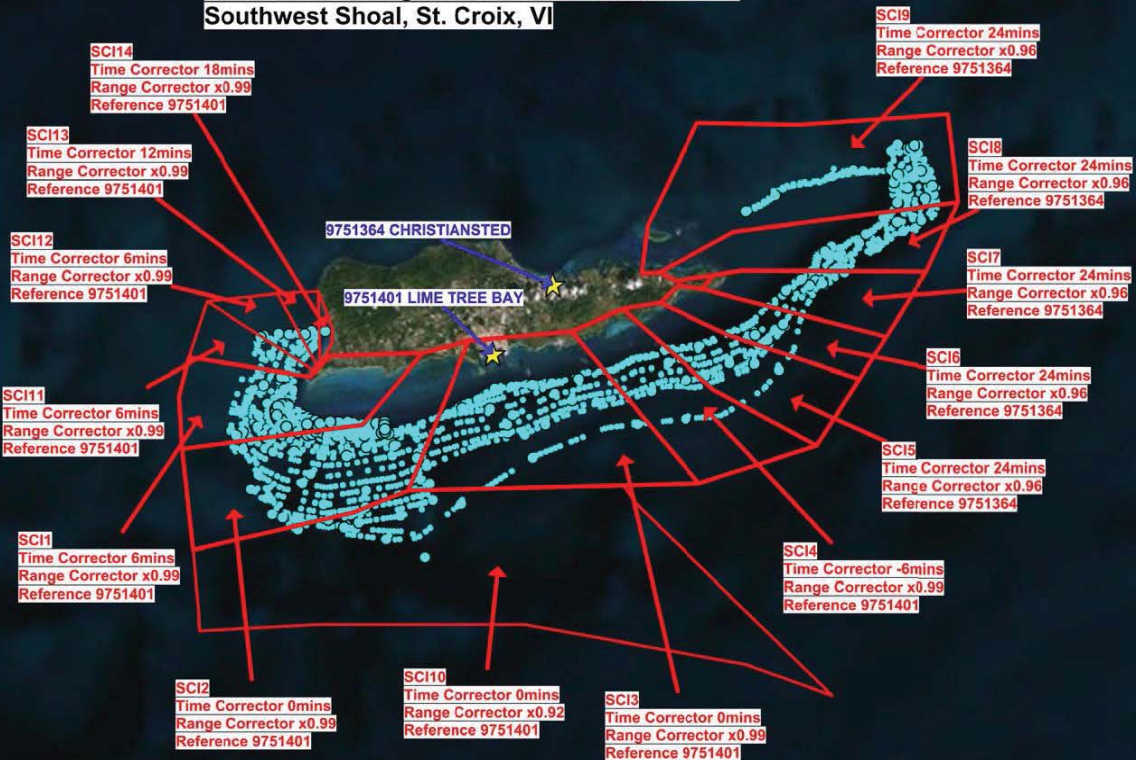 Southwest Shoal, St. Croix, VI
SCI9
Time Corrector 24mins
Range Corrector x0.96
Reference 9751364
SCI14
Time Corrector 18mins
Range Corrector x0.99
Reference 9751401
SCI13
Time Corrector 12mins
Range Corrector x0.99
Reference 9751401
SCI8
Time Corrector 24mins
Range Corrector x0.96
Reference 9751364
9751364 CHRISTIANSTED
SCI12
Time Corrector 6mins
Range Corrector x0.99
Reference 9751401
SCI7
Time Corrector 24mins
Range Corrector x0.96
Reference 9751364
9751401 LIME TREE BAY
SCI6
Time Corrector 24mins
Range Corrector x0.96
Reference 9751364
SCI11
Time Corrector 6mins
Range Corrector x0.99
Reference 9751401
SCI5
Time Corrector 24mins
Range Corrector x0.96
Reference 9751364
SCI1
Time Corrector 6mins
Range Corrector x0.99
Reference 9751401
SCI4
Time Corrector -6mins
Range Corrector x0.99
Reference 9751401
SCI2
Time Corrector 0mins
Range Corrector x0.99
Reference 9751401
SCI10
Time Corrector 0mins
Range Corrector x0.92
Reference 9751401
SCI3
Time Corrector 0mins
Range Corrector x0.99
Reference 9751401